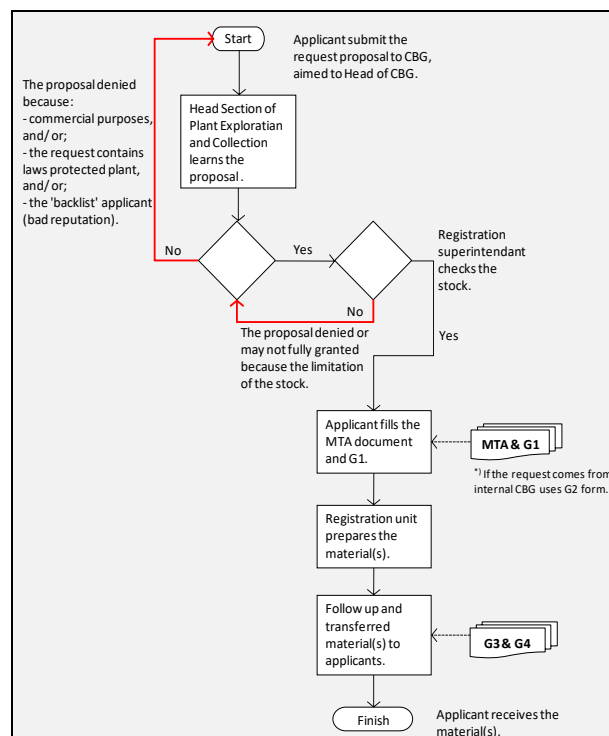 Start
Applicant submit the
request proposal to CBG,
aimed to Head of CBG.
The proposal denied
because:
- commercial purposes,
and/ or;
- the request contains
laws protected plant,
and/ or;
- the 'backlist' applicant
(bad reputation).
Head Section of
Plant Exploration
and Collection
learns the
proposal .
No
Yes
Registration
superintendant
checks the
stock.
No
The proposal denied or
may not fully granted
because the limitation
of the stock.
Yes
Applicant fills the
MTA document
and G1.
MTA & G1
*) If the request comes from
internal CBG uses G2 form.
Registration unit
prepares the
material(s).
Follow up and
transferred
material(s) to
applicants.
G3 & G4
Finish
Applicant receives the
material(s).